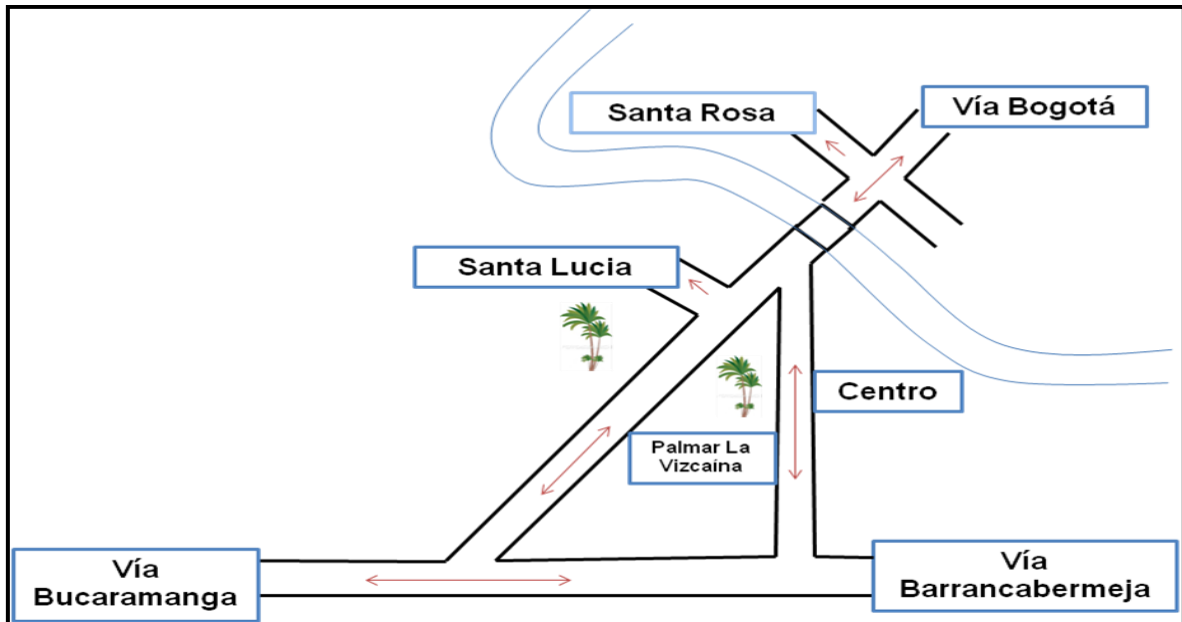 Santa Rosa
Vía Bogotá
Santa Lucia
Centro
Palmar La
Vizcaína
Vía
Bucaramanga
Vía
Barrancabermeja